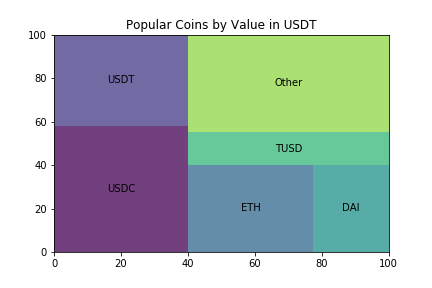 Popular Coins by Value in USDT
100
80
60
40
20
0
USDT
Other
TUSD
USDC
ETH
DAI
0 20 40 60 80 100